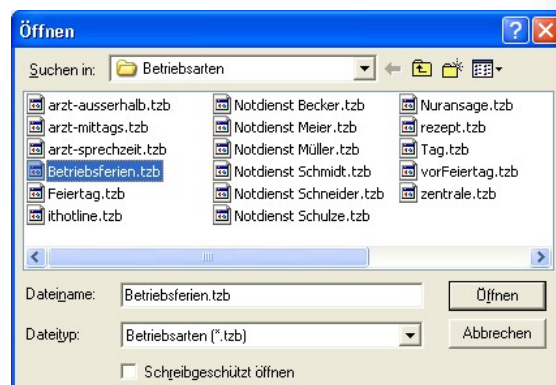 Öffnen
Suchen in: Betriebsarten
arzt-ausserhalb.tzb Notdienst Becker.tzb Nuransage.tzb
arzt-mittags.tzb Notdienst Meier.tzb rezept.tzb
arzt-sprechzeit.tzb Notdienst Müller.tzb Tag.tzb
Betriebsferien.tzb Notdienst Schmidt.tzb vorFeiertag.tzb
Feiertag.tzb Notdienst Schneider.tzb zentrale.tzb
ithotline.tzb Notdienst Schulze.tzb
Dateiname: Betriebsferien.tzb Öffnen
Dateityp: Betriebsarten (*.tzb) Abbrechen
Schreibgeschützt öffnen